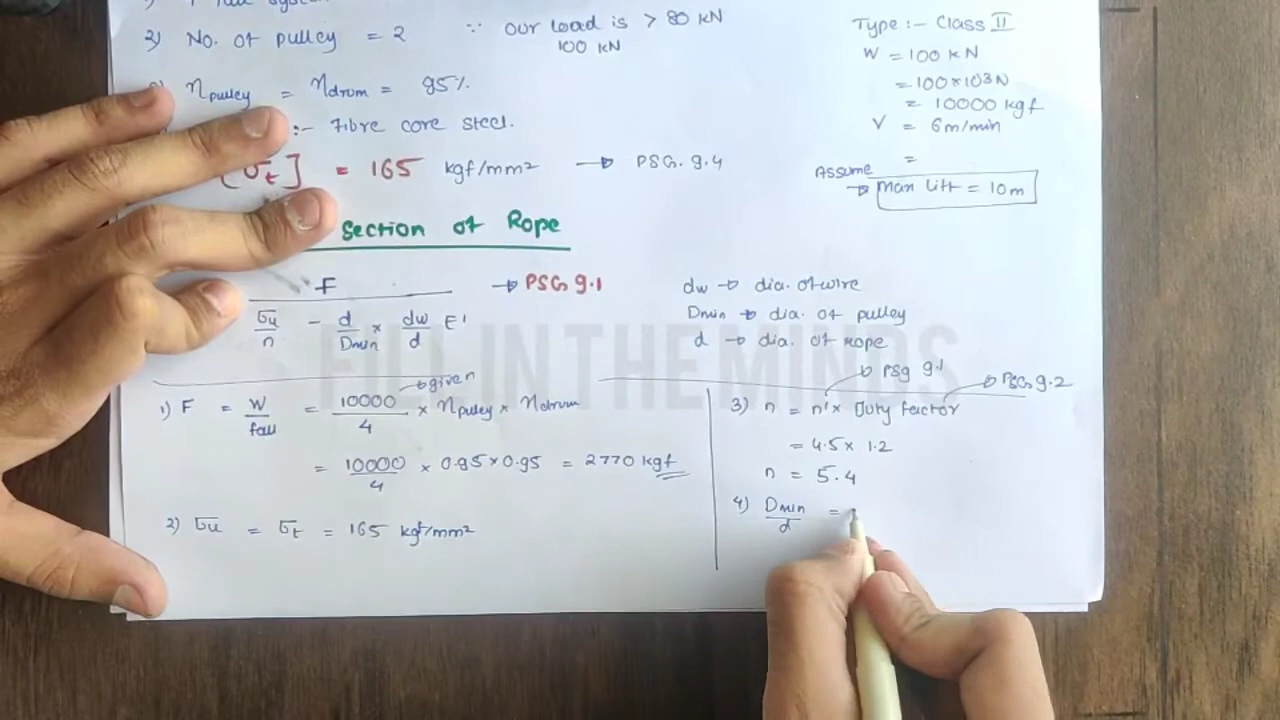 3) No. of pulley = 2 ∵ our load is > 80 kN
100 kN
η pulley = η drum = 95%.
:- Fibre core steel.
[σt] = 165 kgf/mm² → PSG. 9.4
Type :- Class II
W = 100 kN
= 100×10³N
= 10000 kgf
V = 6m/min
=
Assume
→ Max lift = 10m
section of Rope
F → PSG 9.1
σu/n - d/Dmin × dw/d E'
dw → dia. of wire
Dmin → dia. of pulley
d → dia. of rope
FILL IN THE MINDS
1) F = W/fall = 10000/4 × η pulley × η drum
→ given
= 10000/4 × 0.95×0.95 = 2770 kgf
2) σu = σt = 165 kgf/mm²
→ PSG 9.1 → PSG 9.2
3) n = n' × Duty factor
= 4.5 × 1.2
n = 5.4
4) Dmin/d =